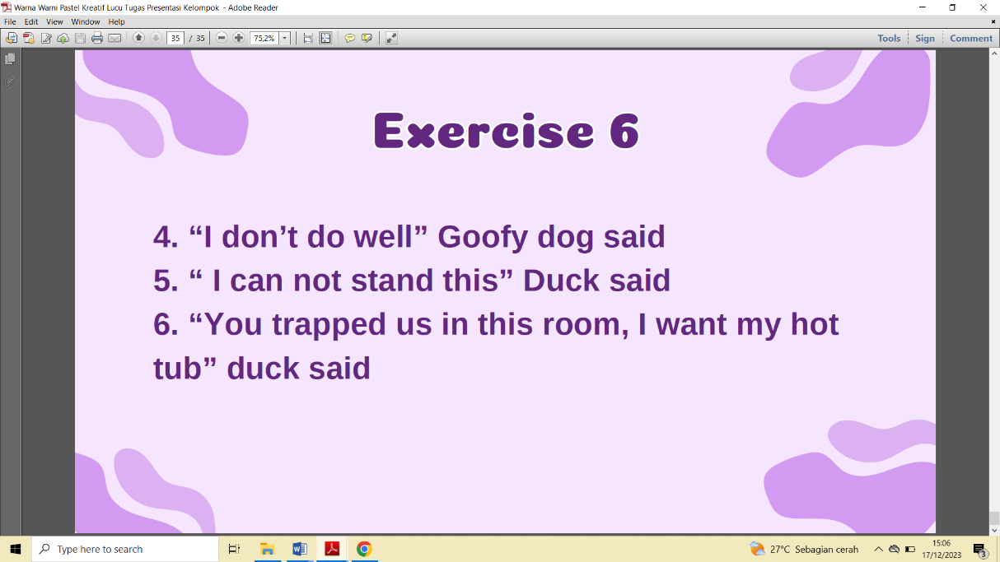 Warna Warni Pastel Kreatif Lucu Tugas Presentasi Kelompok - Adobe Reader
File Edit View Window Help
35 / 35 75,2% Tools Sign Comment
Exercise 6
4. “I don’t do well” Goofy dog said
5. “ I can not stand this” Duck said
6. “You trapped us in this room, I want my hot
tub” duck said
Type here to search
27°C Sebagian cerah
15:06
17/12/2023
3